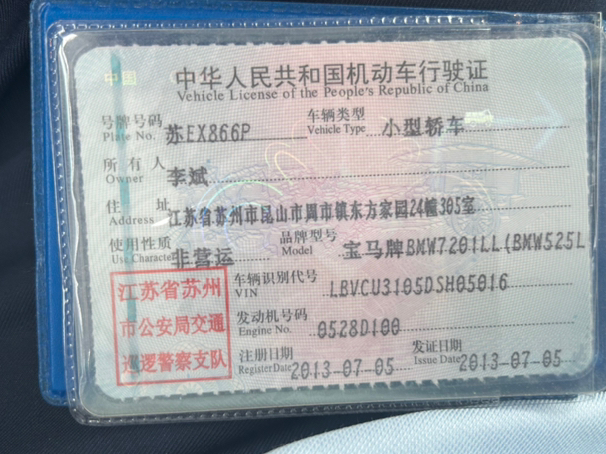 中国
中华人民共和国机动车行驶证
Vehicle License of the People's Republic of China
号牌号码 苏EX866P 车辆类型 小型轿车
Plate No. Vehicle Type
所有人 李斌
Owner
住址 江苏省苏州市昆山市周市镇东方家园24幢305室
Address
使用性质 非营运 品牌型号 宝马牌BMW7201LL(BMW525L
Use Character Model
江苏省苏州
市公安局交通
巡逻警察支队
车辆识别代号 LBVCU3105DSH05016
VIN
发动机号码 0528D100
Engine No.
注册日期 2013-07-05 发证日期 2013-07-05
Register Date Issue Date